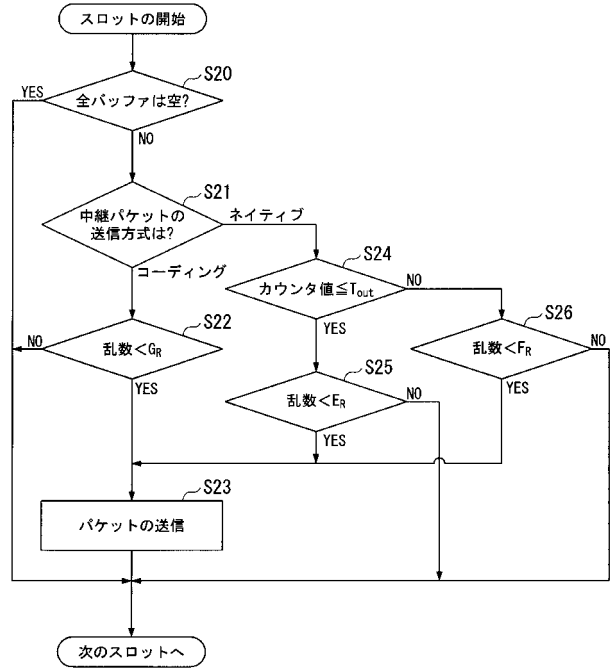 スロットの開始
S20
全バッファは空?
YES
NO
S21
中継パケットの
送信方式は?
ネイティブ
コーディング
S24
カウンタ値≦Tout
NO
YES
S22
乱数<GR
NO
YES
S26
乱数<FR
NO
YES
S25
乱数<ER
NO
YES
S23
パケットの送信
次のスロットへ